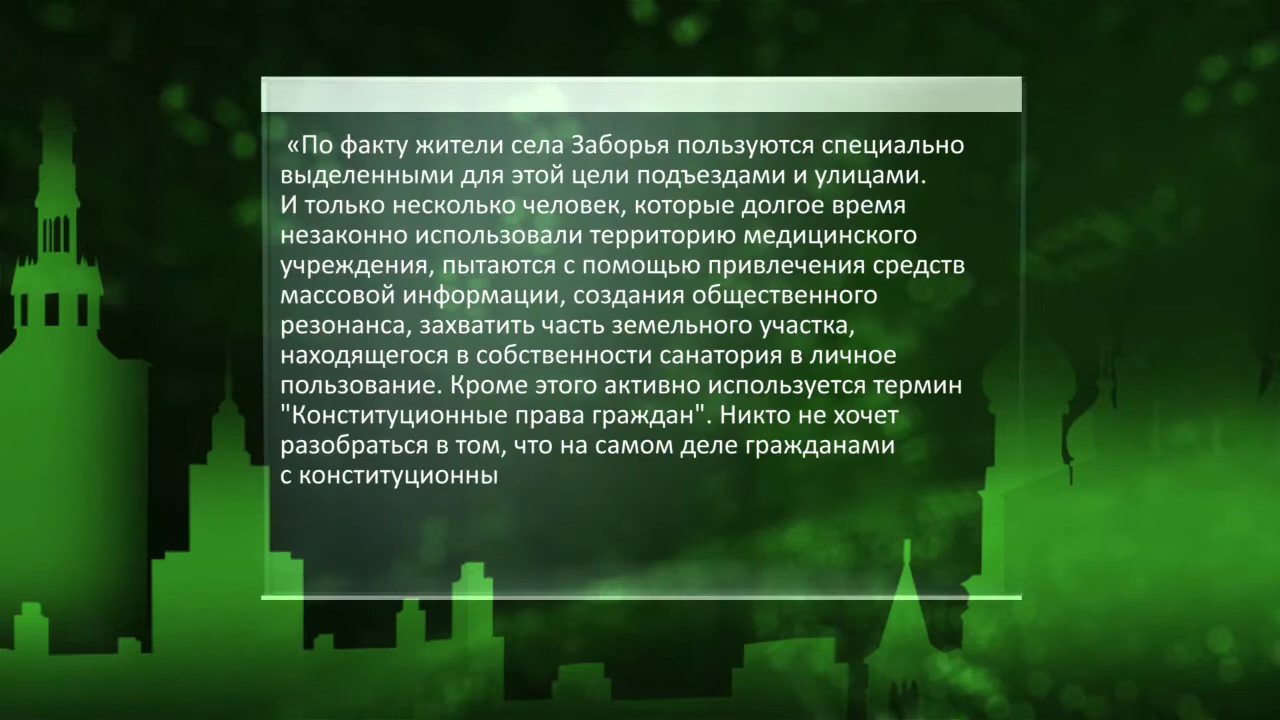 «По факту жители села Заборья пользуются специально
выделенными для этой цели подъездами и улицами.
И только несколько человек, которые долгое время
незаконно использовали территорию медицинского
учреждения, пытаются с помощью привлечения средств
массовой информации, создания общественного
резонанса, захватить часть земельного участка,
находящегося в собственности санатория в личное
пользование. Кроме этого активно используется термин
"Конституционные права граждан". Никто не хочет
разобраться в том, что на самом деле гражданами
с конституционны